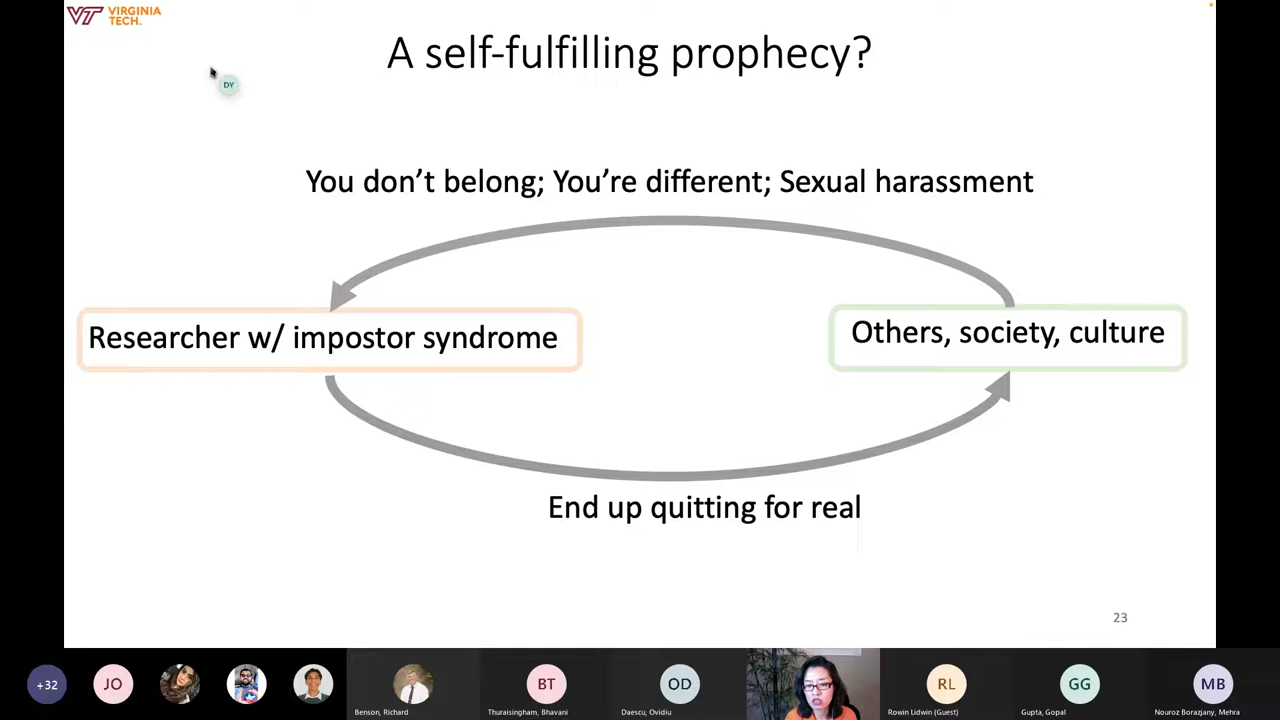 VT VIRGINIA
TECH.
A self-fulfilling prophecy?
DY
You don't belong; You're different; Sexual harassment
Researcher w/ impostor syndrome
Others, society, culture
End up quitting for real
23
+32
JO
BT
OD
RL
GG
MB
Benson, Richard
Thuraisingham, Bhavani
Daescu, Ovidiu
Rowin Lidwin (Guest)
Gupta, Gopal
Nouroz Borazjany, Mehra